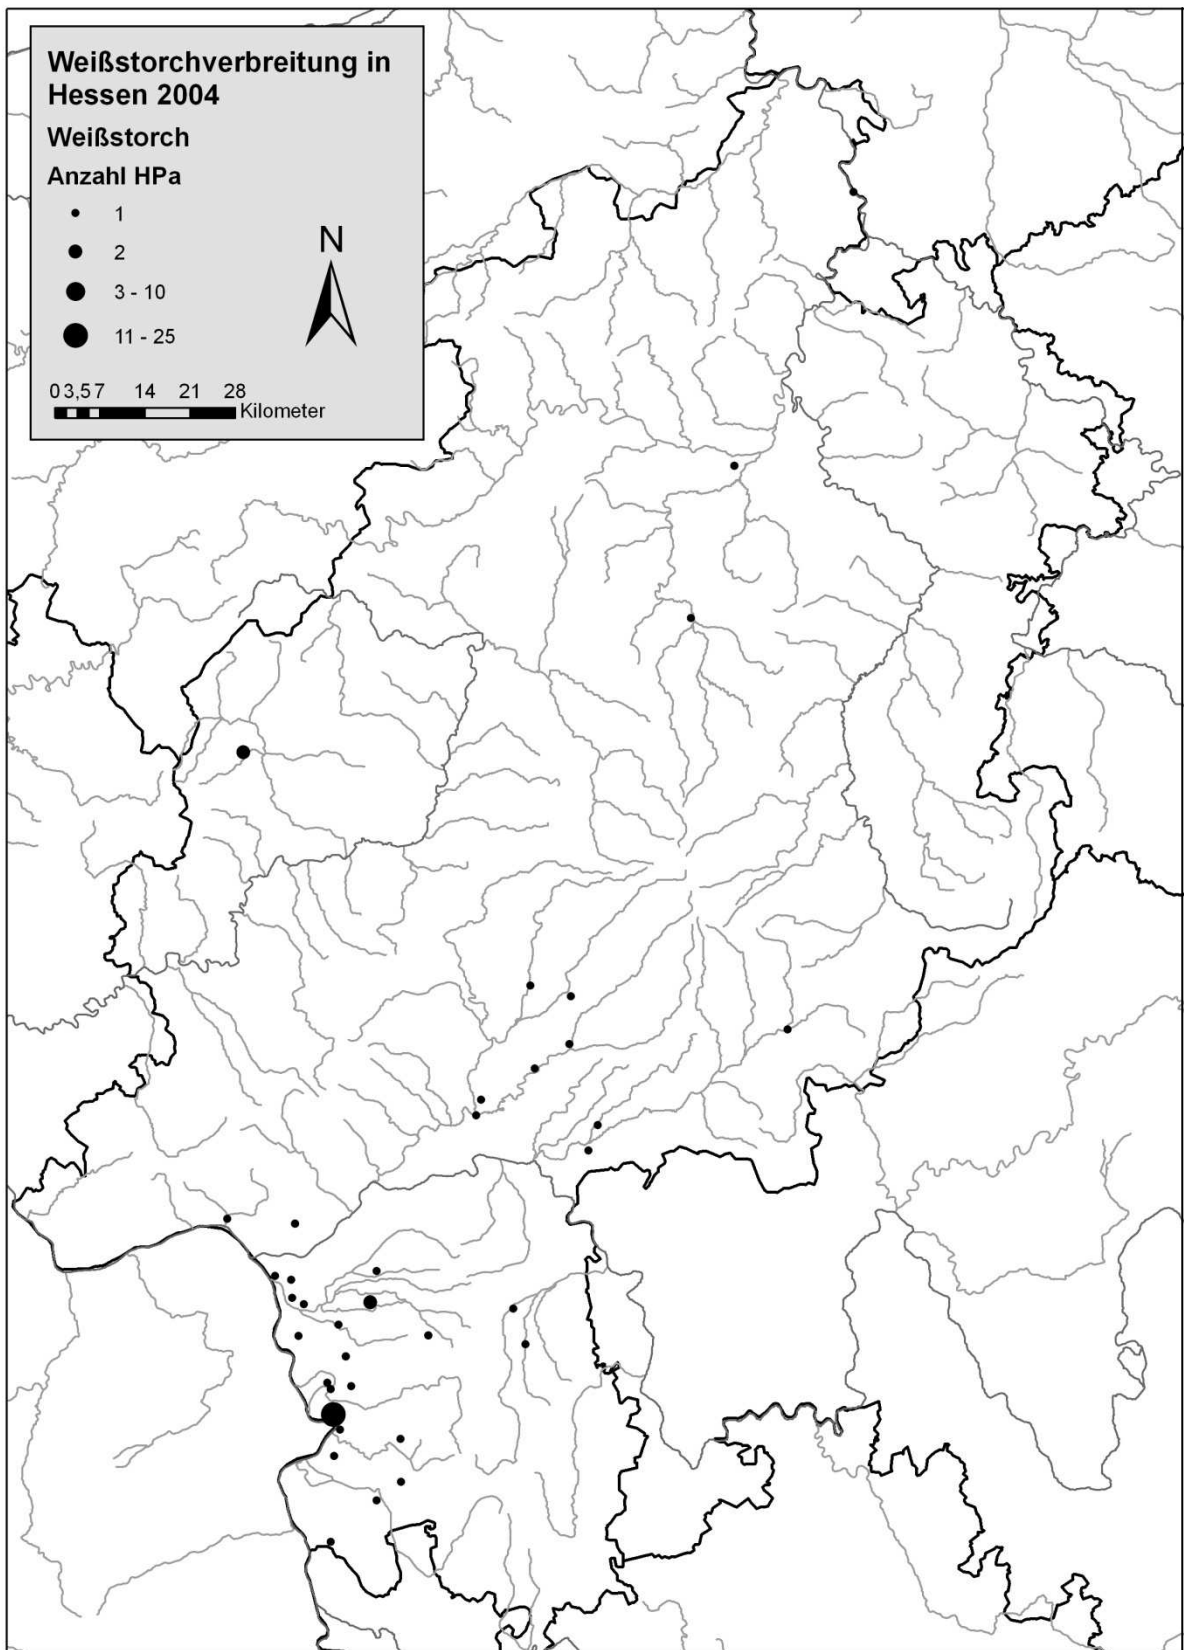 Weißstorchverbreitung in
Hessen 2004
Weißstorch
Anzahl HPa
1
2
3 - 10
11 - 25
N
0 3,5 7 14 21 28
Kilometer